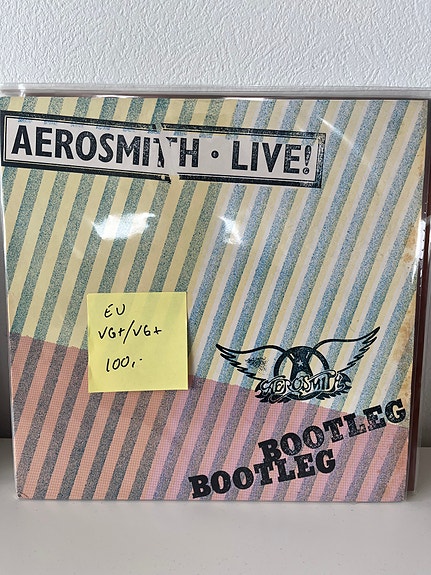 AEROSMITH · LIVE!
EU
VG+/VG+
100,-
AEROSMITH
BOOTLEG
BOOTLEG